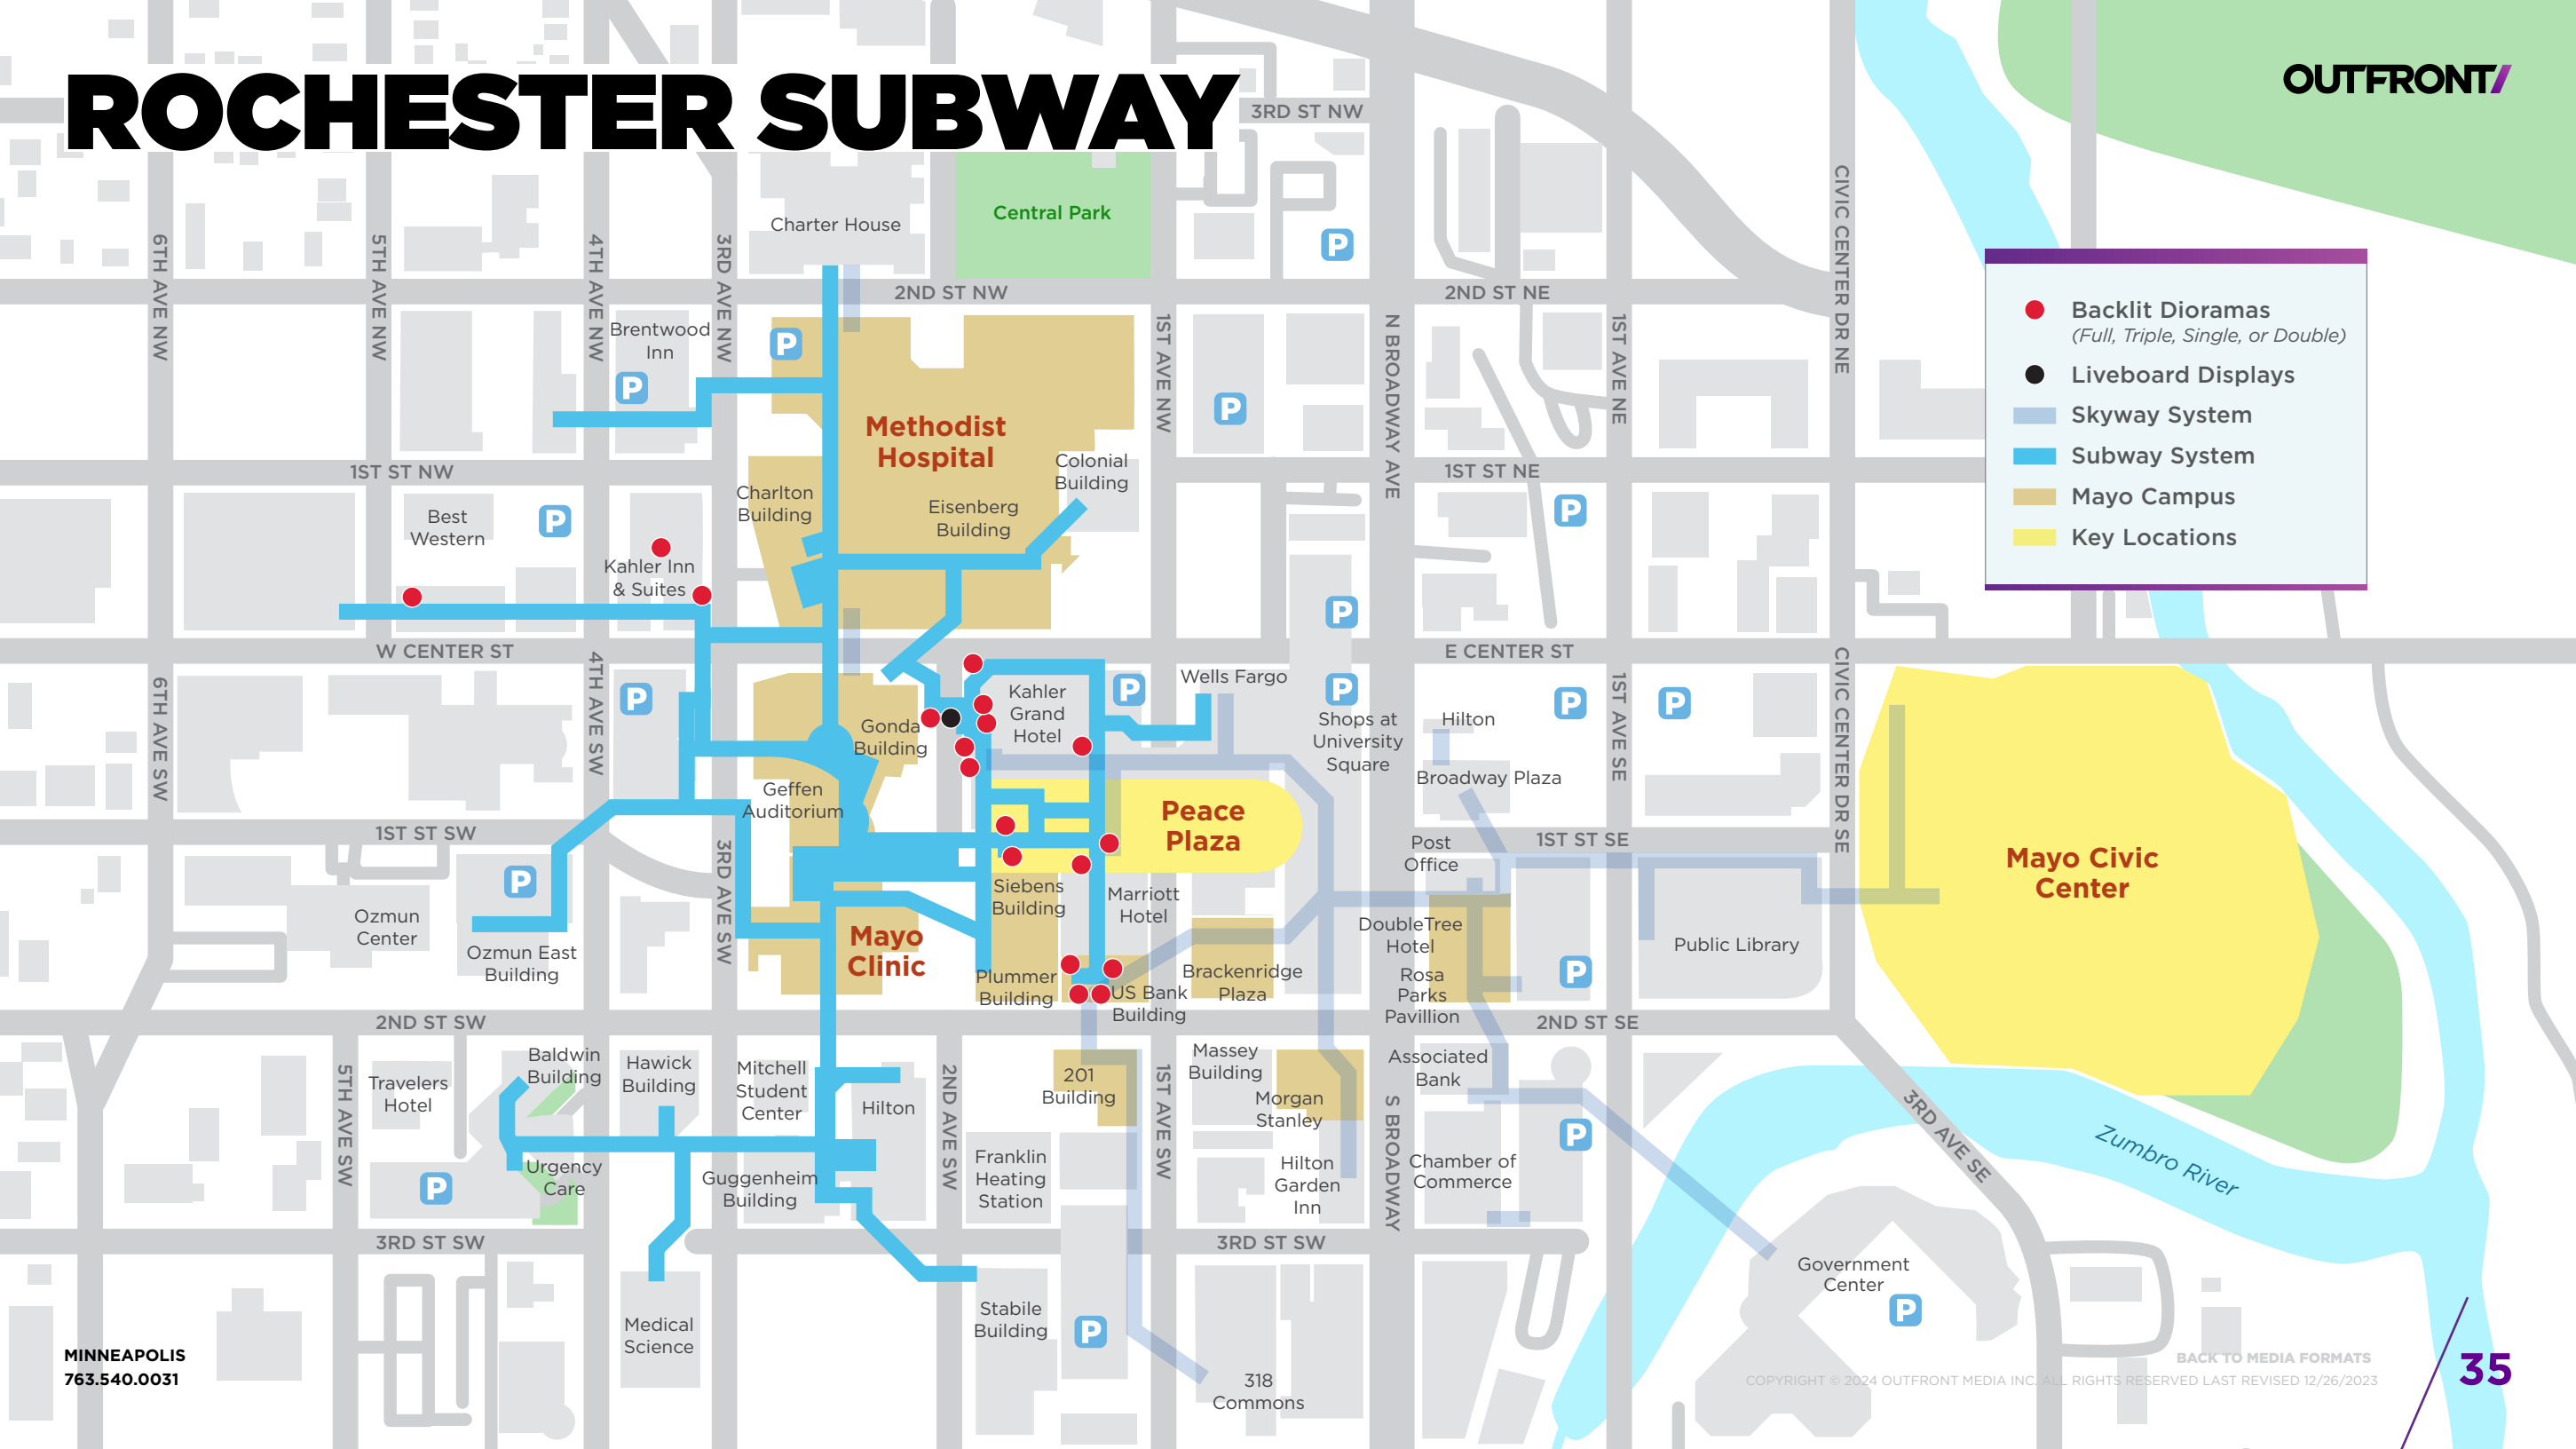 ROCHESTER SUBWAY
OUTFRONT/
3RD ST NW
Central Park
Charter House
6TH AVE NW
5TH AVE NW
4TH AVE NW
3RD AVE NW
CIVIC CENTER DR NE
2ND ST NW
2ND ST NE
Backlit Dioramas
(Full, Triple, Single, or Double)
Liveboard Displays
Skyway System
Subway System
Mayo Campus
Key Locations
Brentwood
Inn
P
P
P
P
1ST AVE NW
N BROADWAY AVE
1ST AVE NE
Methodist
Hospital
1ST ST NW
1ST ST NE
Colonial
Building
Charlton
Building
Eisenberg
Building
Best
Western
P
P
Kahler Inn
& Suites
P
W CENTER ST
E CENTER ST
6TH AVE SW
4TH AVE SW
1ST AVE SE
CIVIC CENTER DR SE
P
P
P
P
P
Wells Fargo
Kahler
Grand
Hotel
Gonda
Building
Shops at
University
Square
Hilton
Broadway Plaza
Geffen
Auditorium
Peace
Plaza
1ST ST SW
1ST ST SE
3RD AVE SW
Post
Office
Mayo Civic
Center
P
Siebens
Building
Marriott
Hotel
Ozmun
Center
DoubleTree
Hotel
Public Library
Mayo
Clinic
Ozmun East
Building
Plummer
Building
US Bank
Building
Brackenridge
Plaza
Rosa
Parks
Pavillion
P
2ND ST SW
2ND ST SE
5TH AVE SW
Travelers
Hotel
Baldwin
Building
Hawick
Building
Mitchell
Student
Center
Hilton
2ND AVE SW
201
Building
1ST AVE SW
Massey
Building
Morgan
Stanley
Associated
Bank
S BROADWAY
P
3RD AVE SE
Zumbro River
Urgency
Care
P
Guggenheim
Building
Franklin
Heating
Station
Hilton
Garden
Inn
Chamber of
Commerce
3RD ST SW
3RD ST SW
Government
Center
P
Medical
Science
Stabile
Building
P
318
Commons
MINNEAPOLIS
763.540.0031
BACK TO MEDIA FORMATS
COPYRIGHT © 2024 OUTFRONT MEDIA INC. ALL RIGHTS RESERVED LAST REVISED 12/26/2023
35